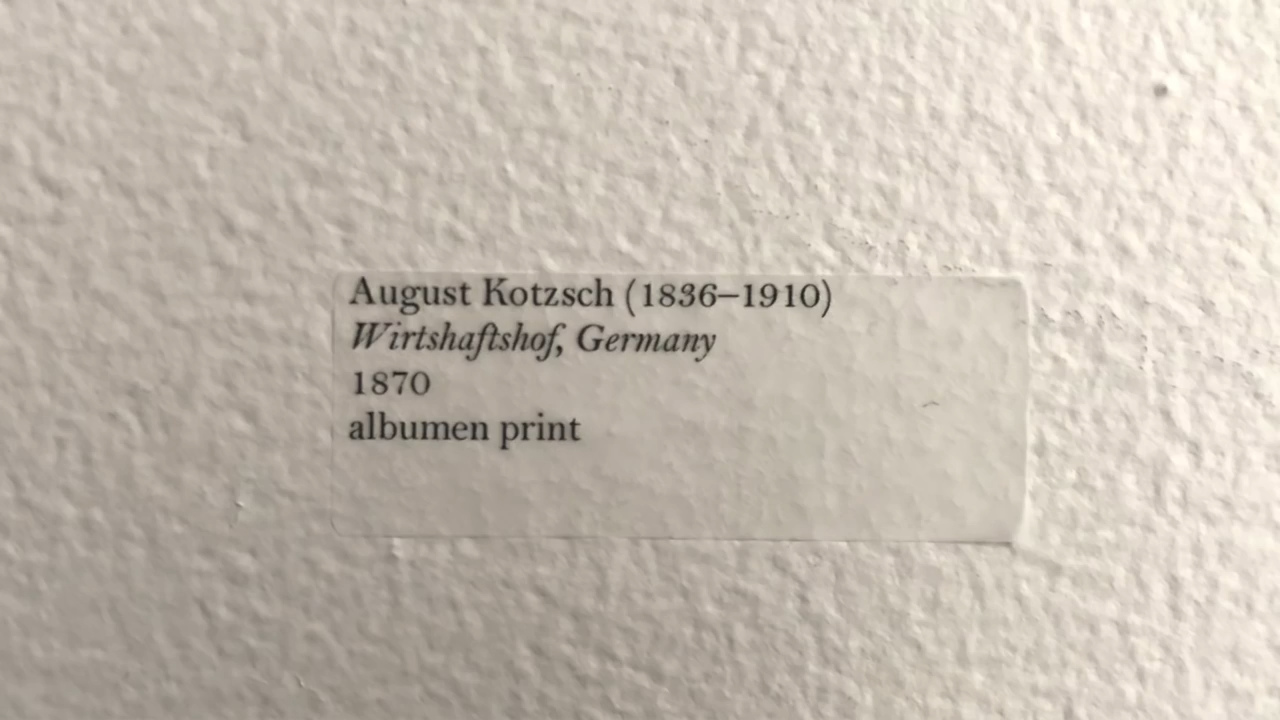 August Kotzsch (1836–1910)
Wirtshaftshof, Germany
1870
albumen print